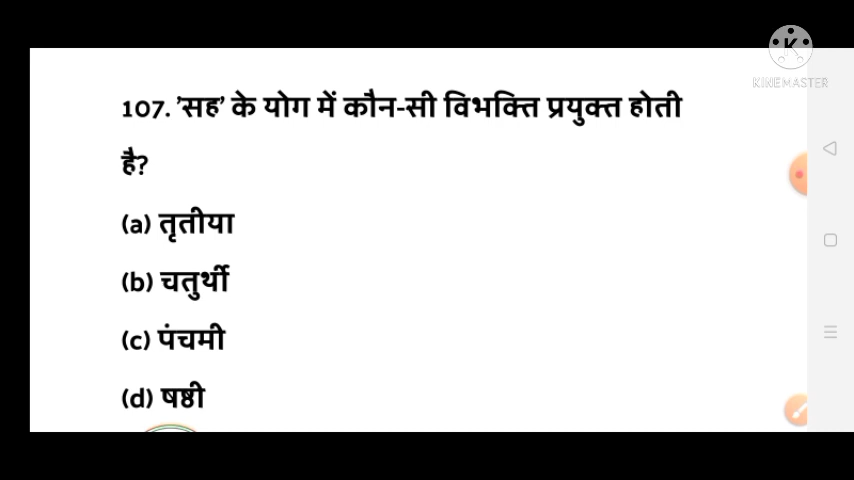 KINEMASTER
107. 'सह' के योग में कौन-सी विभक्ति प्रयुक्त होती
है?
(a) तृतीया
(b) चतुर्थी
(c) पंचमी
(d) षष्ठी